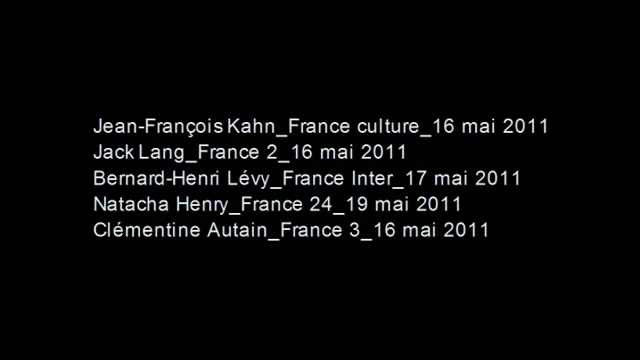 Jean-François Kahn_France culture_16 mai 2011
Jack Lang_France 2_16 mai 2011
Bernard-Henri Lévy_France Inter_17 mai 2011
Natacha Henry_France 24_19 mai 2011
Clémentine Autain_France 3_16 mai 2011